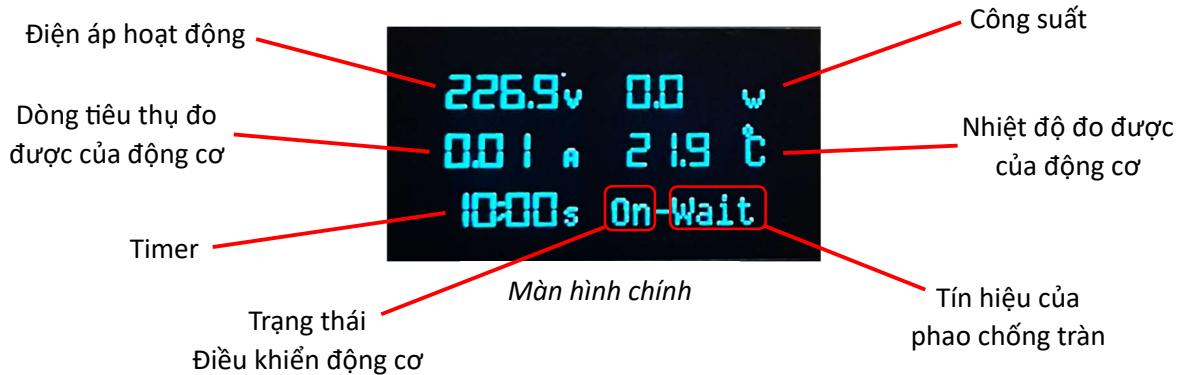 Điện áp hoạt động
Công suất
226.9v 0.0 w
Dòng tiêu thụ đo
được của động cơ
0.01 A 21.9 °C
Nhiệt độ đo được
của động cơ
10:00s On-Wait
Timer
Màn hình chính
Trạng thái
Điều khiển động cơ
Tín hiệu của
phao chống tràn